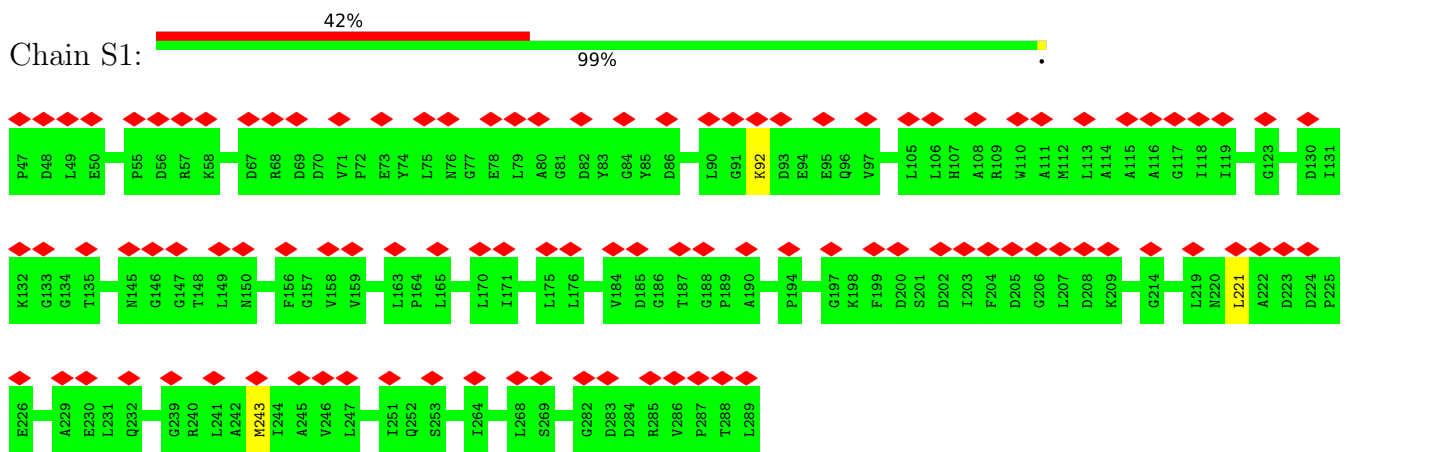 42%
Chain S1:
99%
•
P47 D48 L49 E50 P55 D56 R57 K58 D67 R68 D69 D70 V71 P72 E73 Y74 L75 N76 G77 E78 L79 A80 G81 D82 Y83 G84 Y85 D86 L90 G91 K92 D93 E94 E95 Q96 V97 L105 L106 H107 A108 R109 W110 A111 M112 L113 A114 A115 A116 G117 I118 I119 G123 D130 I131
K132 G133 G134 T135 N145 G146 G147 T148 L149 N150 F156 G157 V158 V159 L163 P164 L165 L170 I171 L175 L176 V184 D185 G186 T187 G188 P189 A190 P194 G197 K198 F199 D200 S201 D202 I203 F204 D205 G206 L207 D208 K209 G214 L219 N220 L221 A222 D223 D224 P225
E226 A229 E230 L231 Q232 G239 R240 L241 A242 M243 I244 A245 V246 L247 I251 Q252 S253 I264 L268 S269 G282 D283 D284 R285 V286 P287 T288 L289